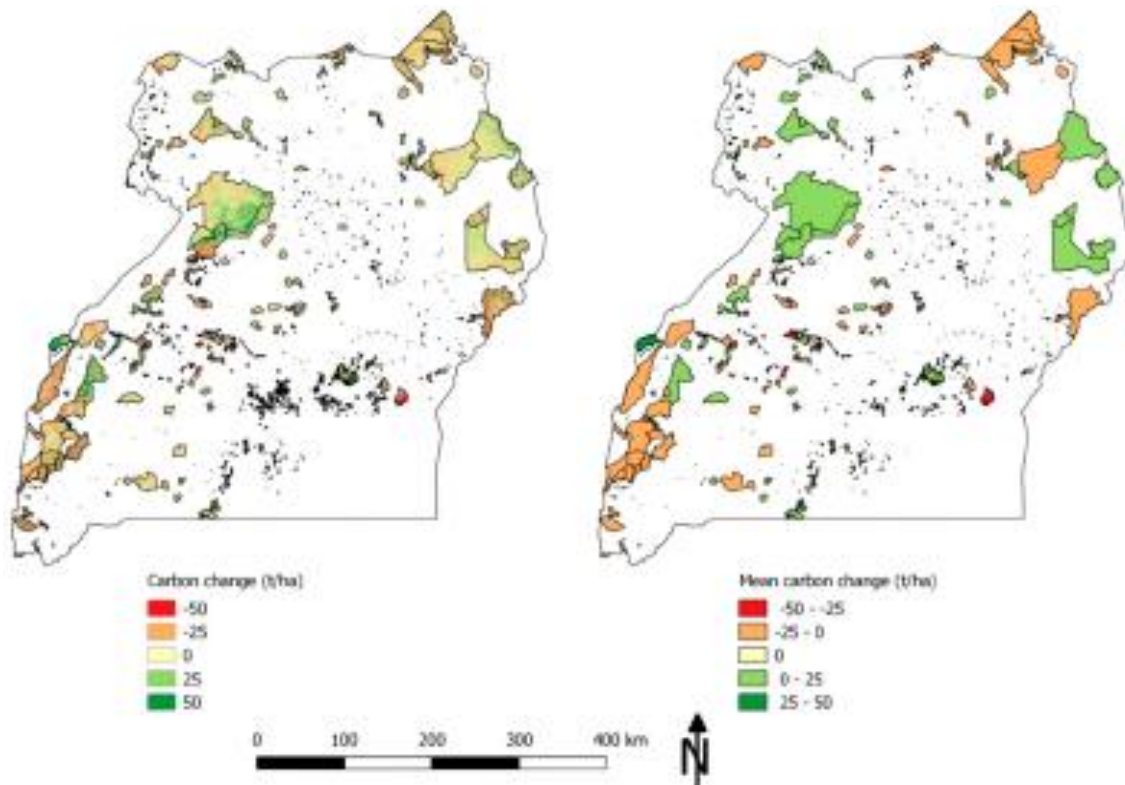 Carbon change (t/ha)
-50
-25
0
25
50
Mean carbon change (t/ha)
-50 - -25
-25 - 0
0
0 - 25
25 - 50
0 100 200 300 400 km
N